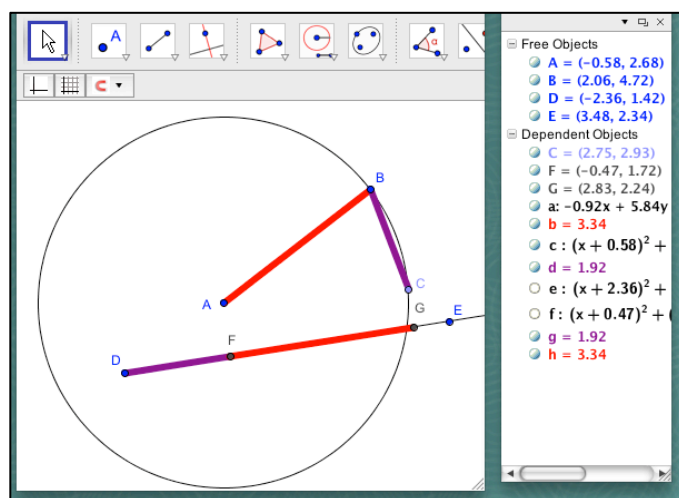 A
α
Free Objects
A = (-0.58, 2.68)
B = (2.06, 4.72)
D = (-2.36, 1.42)
E = (3.48, 2.34)
Dependent Objects
C = (2.75, 2.93)
F = (-0.47, 1.72)
G = (2.83, 2.24)
a: -0.92x + 5.84y
b = 3.34
c : (x + 0.58)² +
d = 1.92
e : (x + 2.36)² +
f : (x + 0.47)² + (
g = 1.92
h = 3.34
B
C
A
G
E
F
D